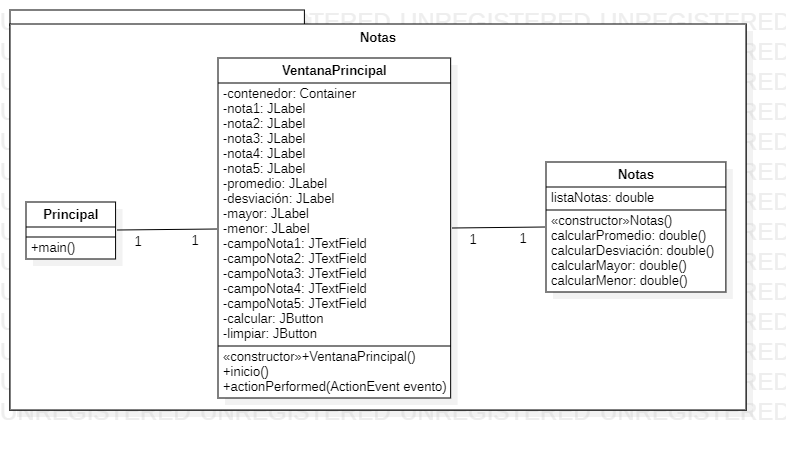 Notas
VentanaPrincipal
-contenedor: Container
-nota1: JLabel
-nota2: JLabel
-nota3: JLabel
-nota4: JLabel
-nota5: JLabel
-promedio: JLabel
-desviación: JLabel
-mayor: JLabel
-menor: JLabel
-campoNota1: JTextField
-campoNota2: JTextField
-campoNota3: JTextField
-campoNota4: JTextField
-campoNota5: JTextField
-calcular: JButton
-limpiar: JButton
«constructor»+VentanaPrincipal()
+inicio()
+actionPerformed(ActionEvent evento)
Principal
+main()
1 1
Notas
listaNotas: double
«constructor»Notas()
calcularPromedio: double()
calcularDesviación: double()
calcularMayor: double()
calcularMenor: double()
1 1
UNREGISTERED UNREGISTERED UNREGISTERED UNREGISTERED